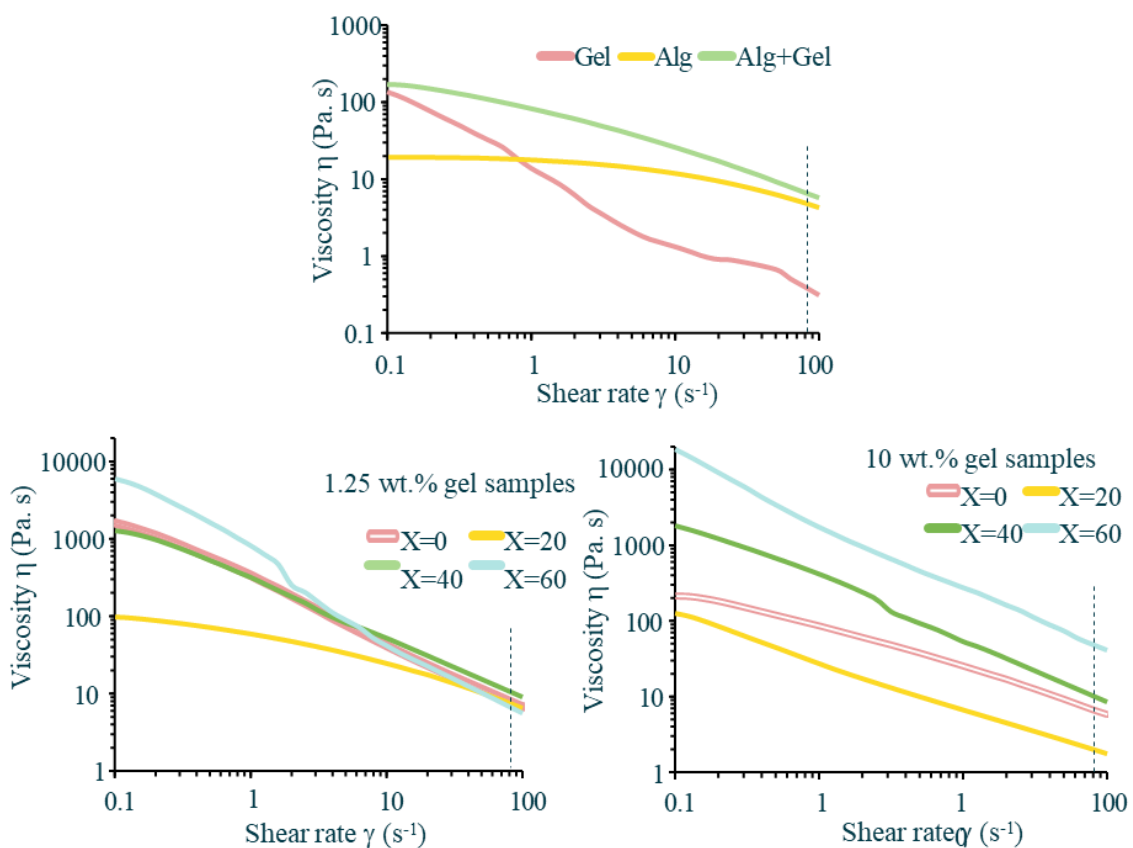 1000
Gel Alg Alg+Gel
100
10
1
0.1
Viscosity η (Pa. s)
0.1 1 10 100
Shear rate γ (s-1)
10000
1.25 wt.% gel samples
1000
X=0 X=20
X=40 X=60
100
10
1
Viscosity η (Pa. s)
0.1 1 10 100
Shear rate γ (s-1)
10 wt.% gel samples
10000
X=0 X=20
X=40 X=60
1000
100
10
1
Viscosity η (Pa. s)
0.1 1 1 100
Shear rate γ (s-1)